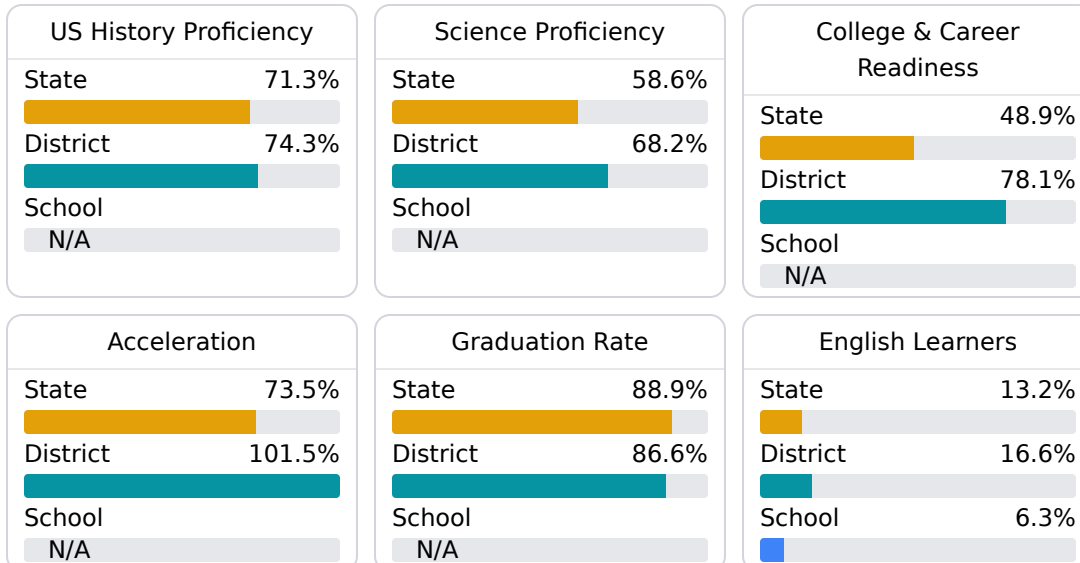 US History Proficiency
State 71.3%
District 74.3%
School
N/A
Science Proficiency
State 58.6%
District 68.2%
School
N/A
College & Career
Readiness
State 48.9%
District 78.1%
School
N/A
Acceleration
State 73.5%
District 101.5%
School
N/A
Graduation Rate
State 88.9%
District 86.6%
School
N/A
English Learners
State 13.2%
District 16.6%
School 6.3%